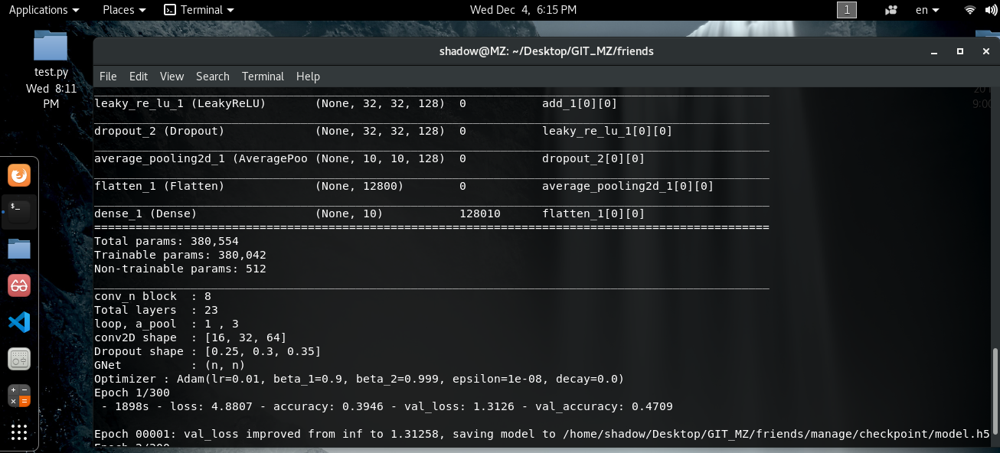 Applications Places Terminal Wed Dec 4, 6:15 PM 1 en
test.py
Wed 8:11
PM
shadow@MZ: ~/Desktop/GIT_MZ/friends
File Edit View Search Terminal Help
9:00
leaky_re_lu_1 (LeakyReLU) (None, 32, 32, 128) 0 add_1[0][0]
dropout_2 (Dropout) (None, 32, 32, 128) 0 leaky_re_lu_1[0][0]
average_pooling2d_1 (AveragePoo (None, 10, 10, 128) 0 dropout_2[0][0]
flatten_1 (Flatten) (None, 12800) 0 average_pooling2d_1[0][0]
dense_1 (Dense) (None, 10) 128010 flatten_1[0][0]
==================================================================================================
Total params: 380,554
Trainable params: 380,042
Non-trainable params: 512
conv_n block : 8
Total layers : 23
loop, a_pool : 1 , 3
conv2D shape : [16, 32, 64]
Dropout shape : [0.25, 0.3, 0.35]
GNet : (n, n)
Optimizer : Adam(lr=0.01, beta_1=0.9, beta_2=0.999, epsilon=1e-08, decay=0.0)
Epoch 1/300
- 1898s - loss: 4.8807 - accuracy: 0.3946 - val_loss: 1.3126 - val_accuracy: 0.4709
Epoch 00001: val_loss improved from inf to 1.31258, saving model to /home/shadow/Desktop/GIT_MZ/friends/manage/checkpoint/model.h5
Epoch 2/300